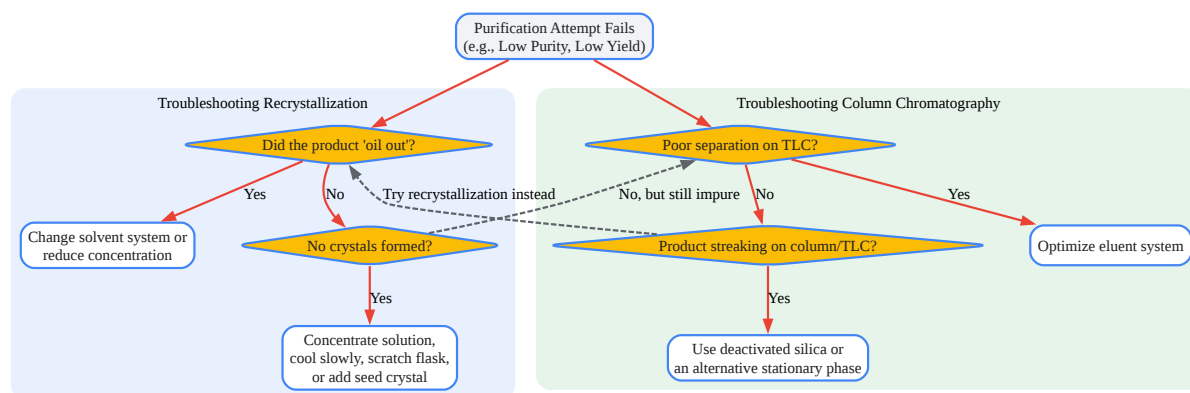 Purification Attempt Fails
(e.g., Low Purity, Low Yield)
Troubleshooting Recrystallization
Troubleshooting Column Chromatography
Did the product 'oil out'?
Poor separation on TLC?
Yes
No
Try recrystallization instead
No, but still impure
No
Yes
Change solvent system or
reduce concentration
No crystals formed?
Product streaking on column/TLC?
Optimize eluent system
Yes
Yes
Concentrate solution,
cool slowly, scratch flask,
or add seed crystal
Use deactivated silica or
an alternative stationary phase